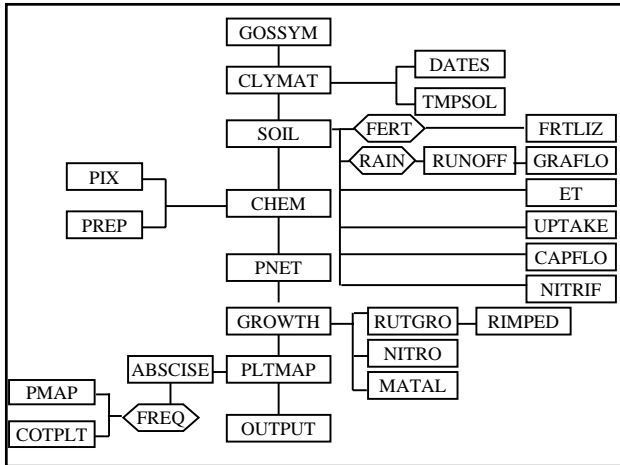 GOSSYM
CLYMAT
DATES
TMPSOL
SOIL
FERT
FRTLIZ
RAIN
RUNOFF
GRAFLO
PIX
PREP
CHEM
ET
UPTAKE
CAPFLO
NITRIF
PNET
GROWTH
RUTGRO
RIMPED
NITRO
MATAL
ABSCISE
PLTMAP
PMAP
COTPLT
FREQ
OUTPUT